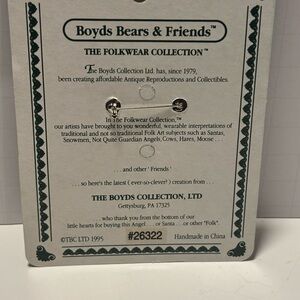 Boyds Bears & Friends™
THE FOLKWEAR COLLECTION™
The Boyds Collection Ltd. has, since 1979,
been creating affordable Antique Reproductions and Collectibles.
In The Folkwear Collection,™
our artists have brought to you wonderful, wearable interpretations of
traditional and not so traditional Folk Art subjects such as Santas,
Snowmen, Not Quite Guardian Angels, Cows, Hares, Moose . . .
. . . and other 'Friends'
. . . so here's the latest ( ever-so-clever! ) creation from . . .
THE BOYDS COLLECTION, LTD
Gettysburg, PA 17325
who thank you from the bottom of our
little hearts for buying this Angel . . . or Santa . . . or other "Folk".
©TBC LTD 1995 #26322 Handmade in China